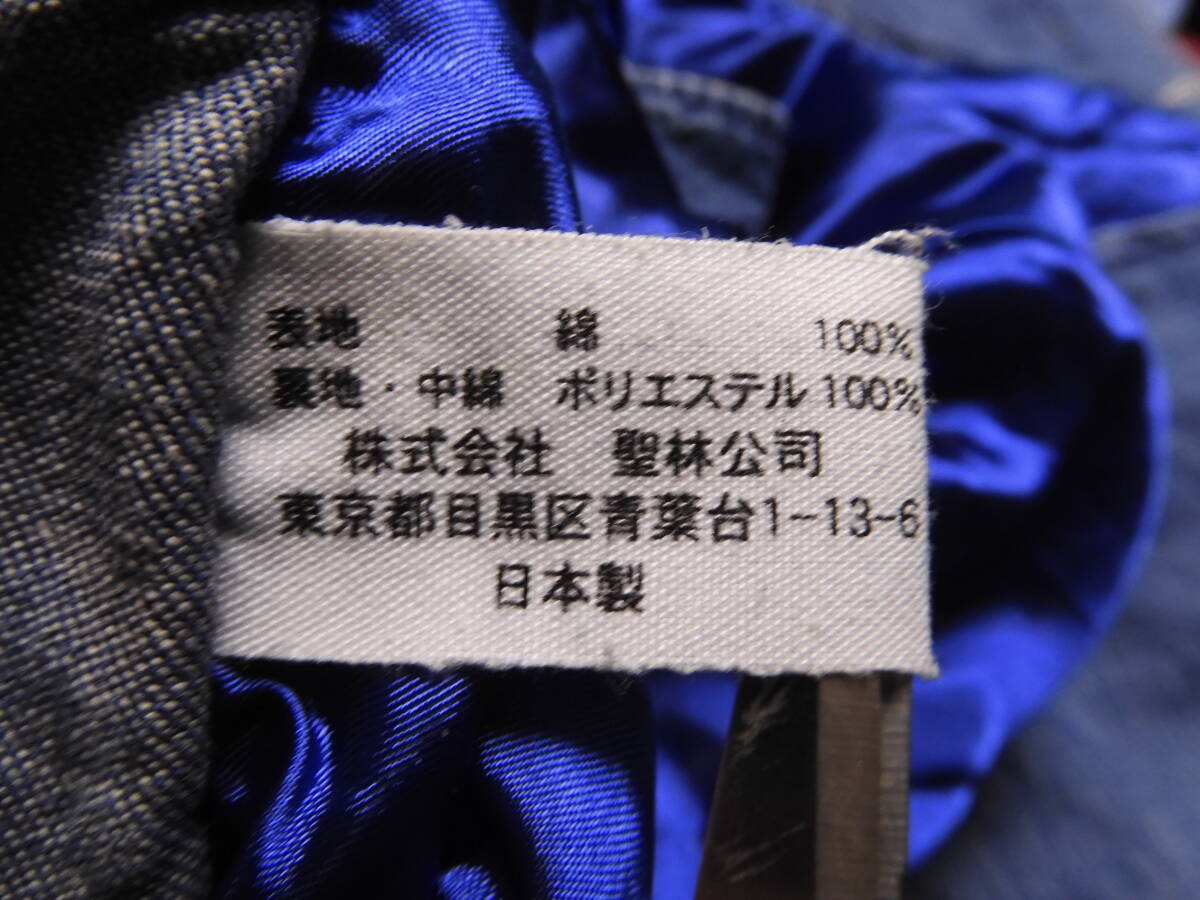 表地 綿 100%
裏地・中綿 ポリエステル 100%
株式会社 聖林公司
東京都目黒区青葉台1-13-6
日本製